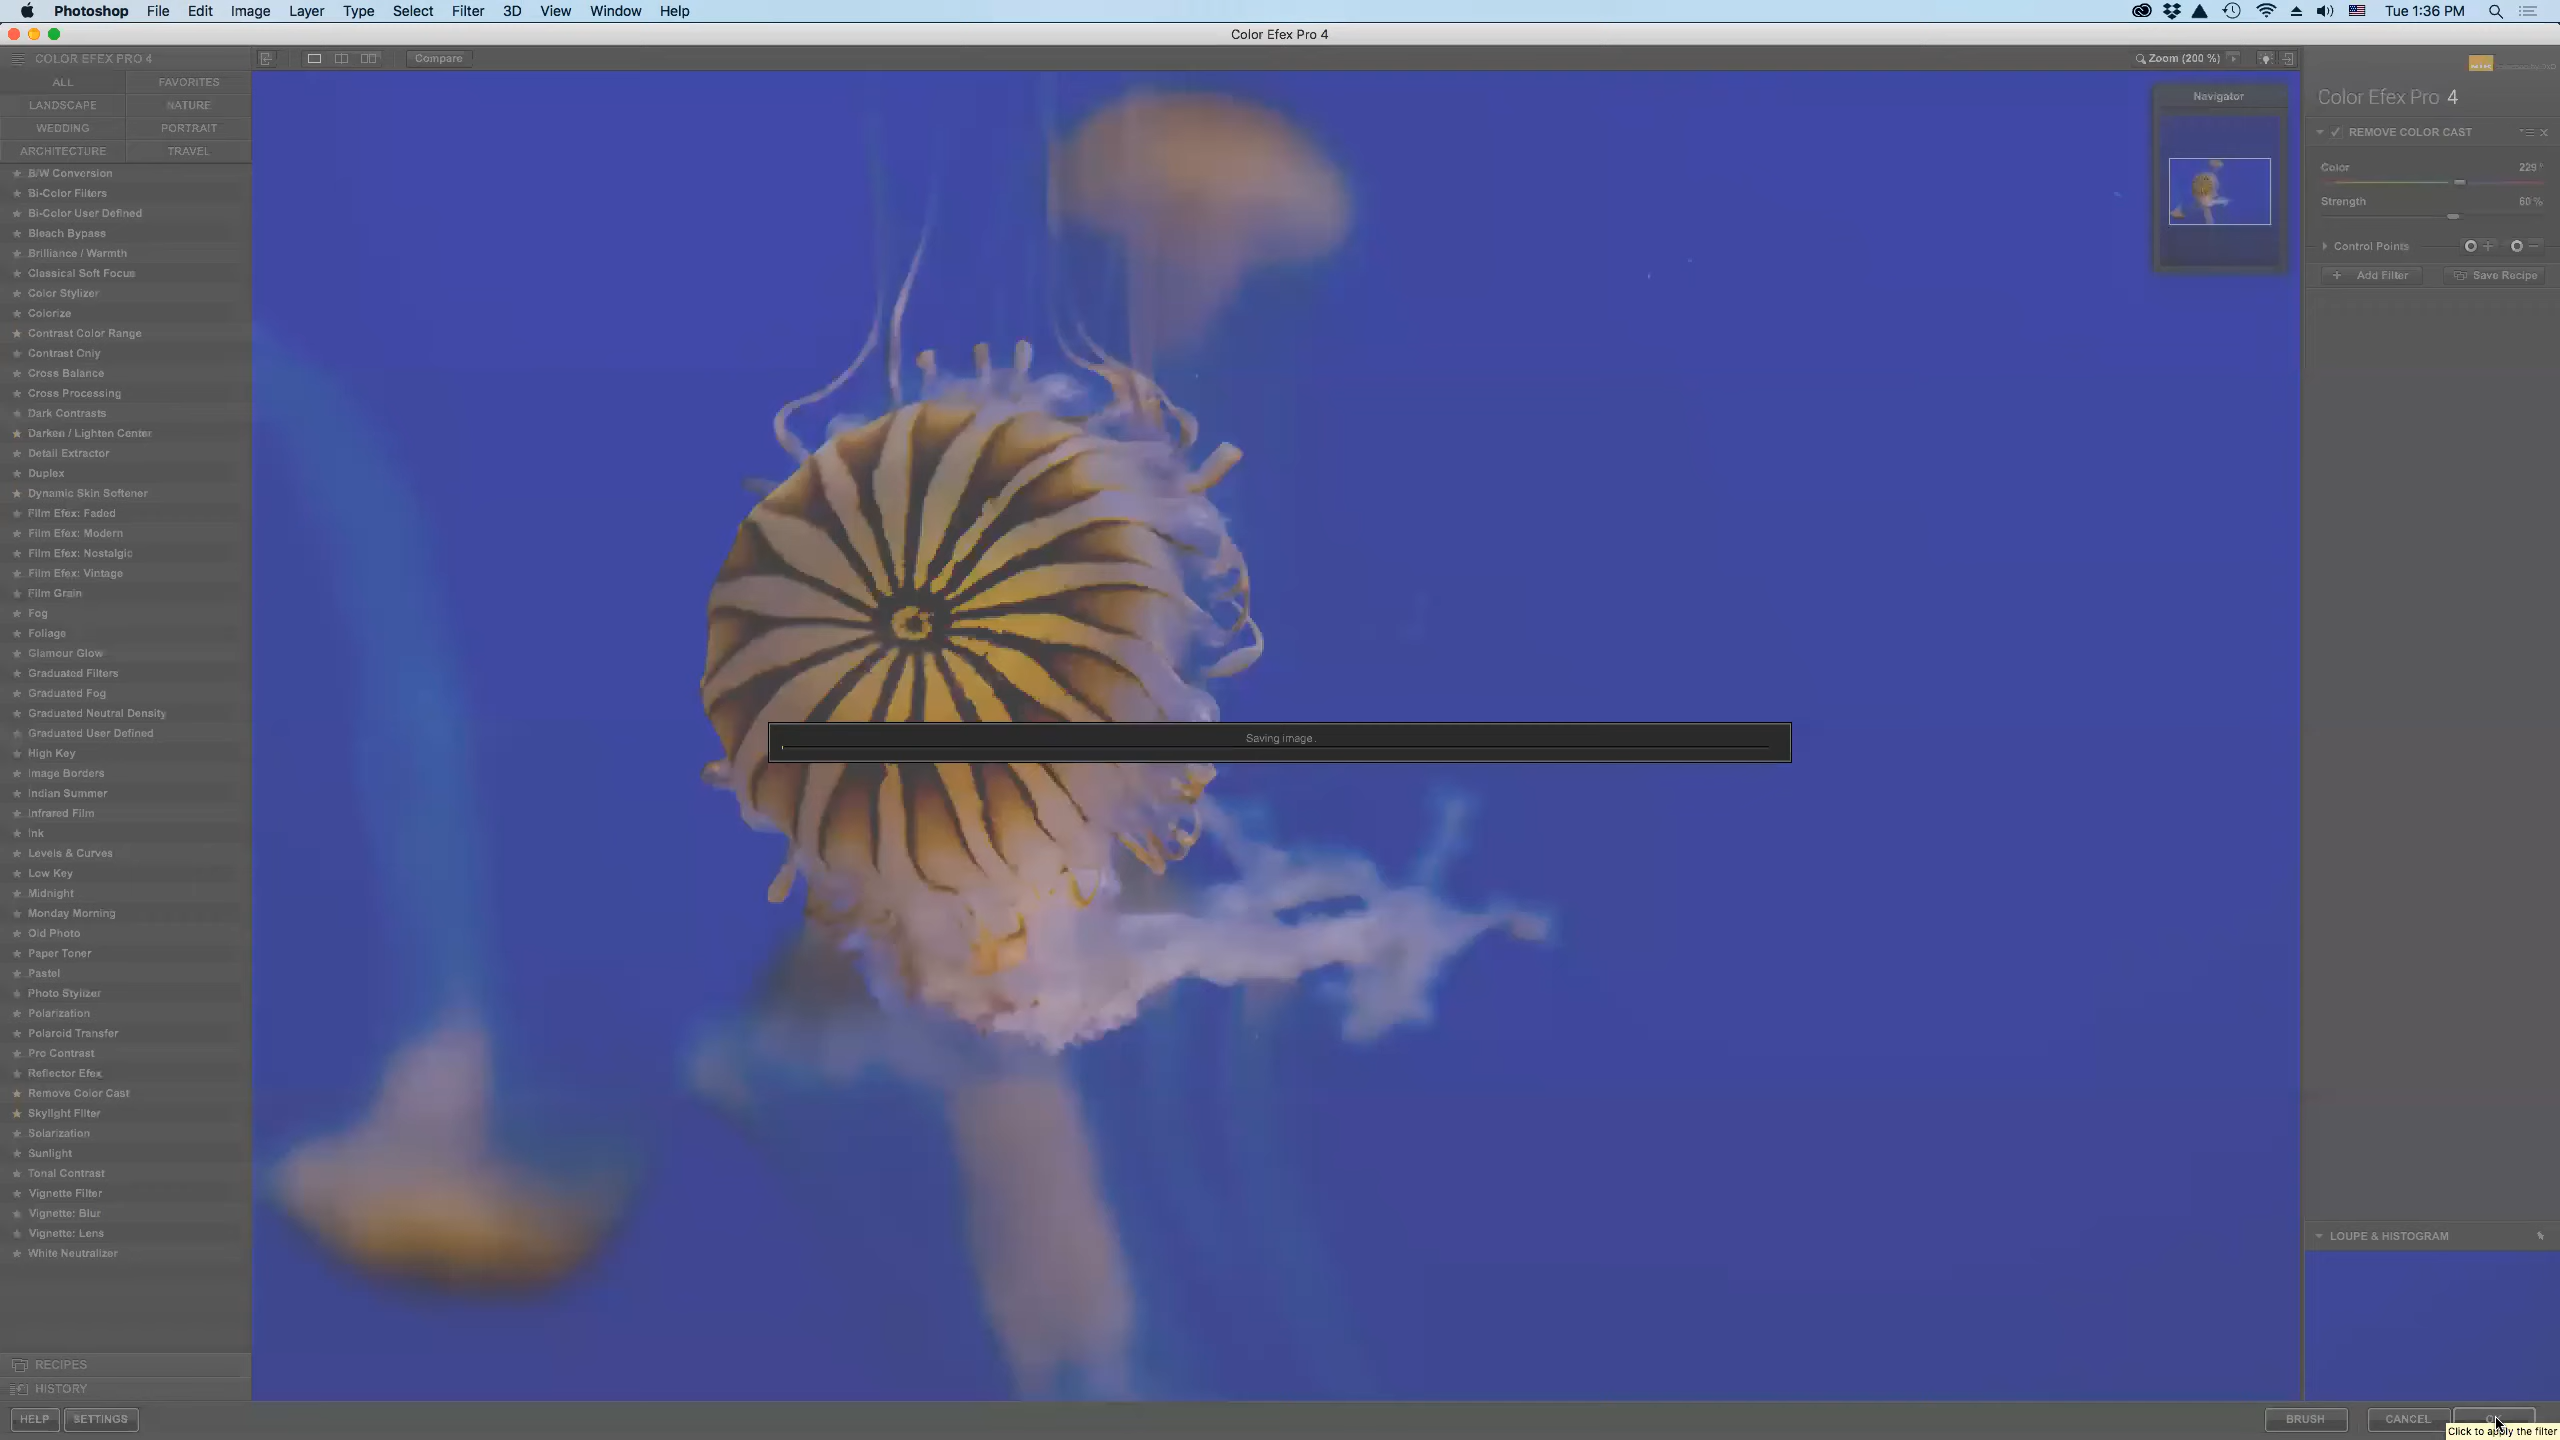 Photoshop File Edit Image Layer Type Select Filter 3D View Window Help Tue 1:36 PM
Color Efex Pro 4
COLOR EFEX PRO 4 Compare Zoom (200 %)
ALL FAVORITES
LANDSCAPE NATURE
WEDDING PORTRAIT
ARCHITECTURE TRAVEL
B/W Conversion
Bi-Color Filters
Bi-Color User Defined
Bleach Bypass
Brilliance / Warmth
Classical Soft Focus
Color Stylizer
Colorize
Contrast Color Range
Contrast Only
Cross Balance
Cross Processing
Dark Contrasts
Darken / Lighten Center
Detail Extractor
Duplex
Dynamic Skin Softener
Film Efex: Faded
Film Efex: Modern
Film Efex: Nostalgic
Film Efex: Vintage
Film Grain
Fog
Foliage
Glamour Glow
Graduated Filters
Graduated Fog
Graduated Neutral Density
Graduated User Defined
High Key
Image Borders
Indian Summer
Infrared Film
Ink
Levels & Curves
Low Key
Midnight
Monday Morning
Old Photo
Paper Toner
Pastel
Photo Stylizer
Polarization
Polaroid Transfer
Pro Contrast
Reflector Efex
Remove Color Cast
Skylight Filter
Solarization
Sunlight
Tonal Contrast
Vignette Filter
Vignette: Blur
Vignette: Lens
White Neutralizer
RECIPES
HISTORY
HELP SETTINGS
Saving image.
Navigator
Color Efex Pro 4
REMOVE COLOR CAST
Color 229°
Strength 60 %
Control Points
Add Filter Save Recipe
LOUPE & HISTOGRAM
BRUSH CANCEL
Click to apply the filter